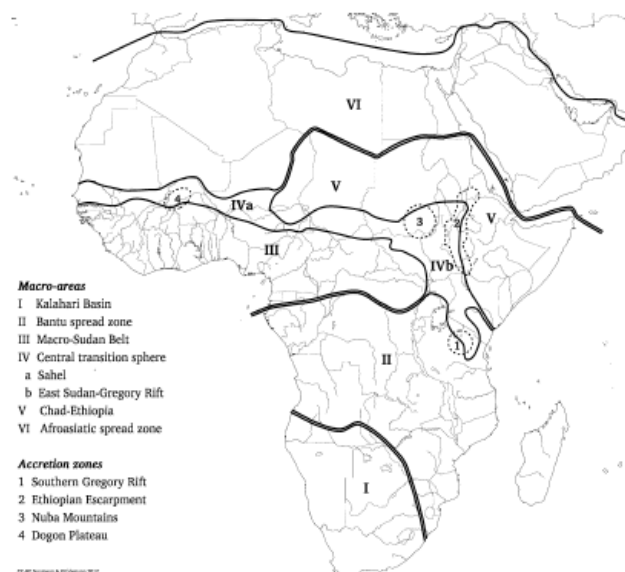 VI
V
IVa
4
3
2
V
III
IVb
1
II
I
Macro-areas
I Kalahari Basin
II Bantu spread zone
III Macro-Sudan Belt
IV Central transition sphere
a Sahel
b East Sudan-Gregory Rift
V Chad-Ethiopia
VI Afroasiatic spread zone
Accretion zones
1 Southern Gregory Rift
2 Ethiopian Escarpment
3 Nuba Mountains
4 Dogon Plateau